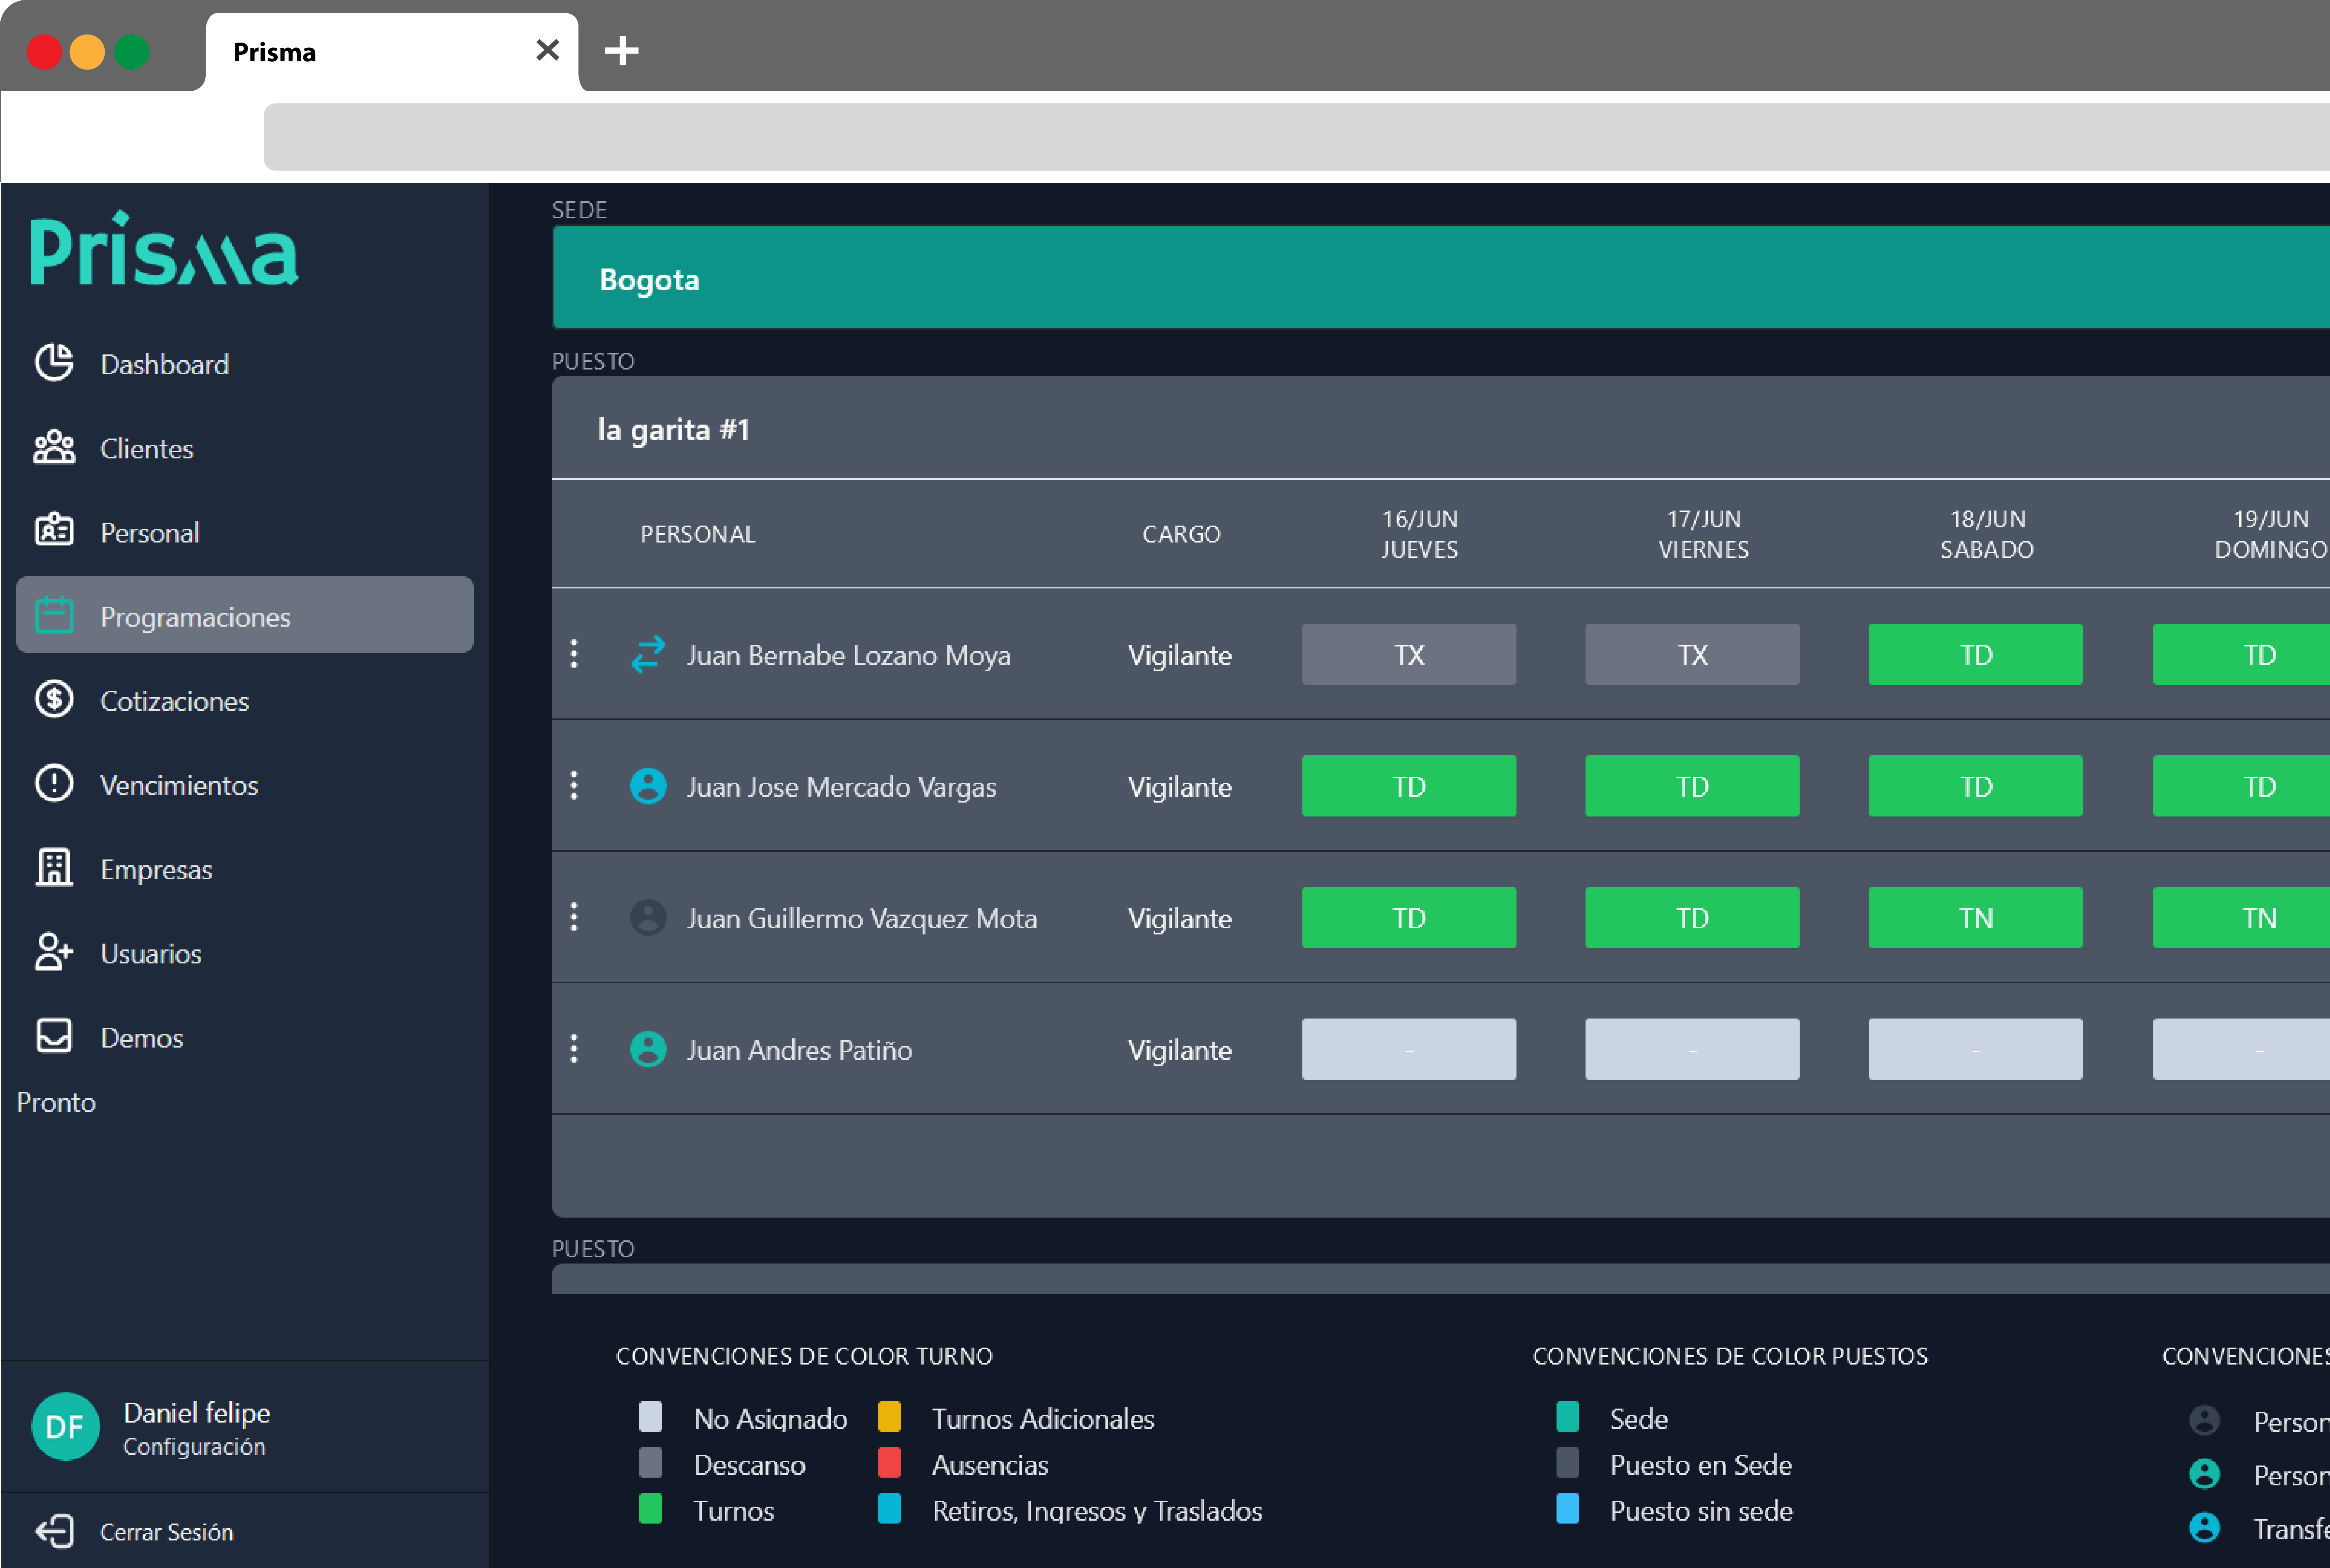 Prisma
Prisma
Dashboard
Clientes
Personal
Programaciones
Cotizaciones
Vencimientos
Empresas
Usuarios
Demos
Pronto
DF Daniel felipe
Configuración
Cerrar Sesión
SEDE
Bogota
PUESTO
la garita #1
PERSONAL CARGO 16/JUN JUEVES 17/JUN VIERNES 18/JUN SABADO 19/JUN DOMINGO
Juan Bernabe Lozano Moya Vigilante TX TX TD TD
Juan Jose Mercado Vargas Vigilante TD TD TD TD
Juan Guillermo Vazquez Mota Vigilante TD TD TN TN
Juan Andres Patiño Vigilante - - - -
PUESTO
CONVENCIONES DE COLOR TURNO
No Asignado Turnos Adicionales
Descanso Ausencias
Turnos Retiros, Ingresos y Traslados
CONVENCIONES DE COLOR PUESTOS
Sede
Puesto en Sede
Puesto sin sede
CONVENCIONES